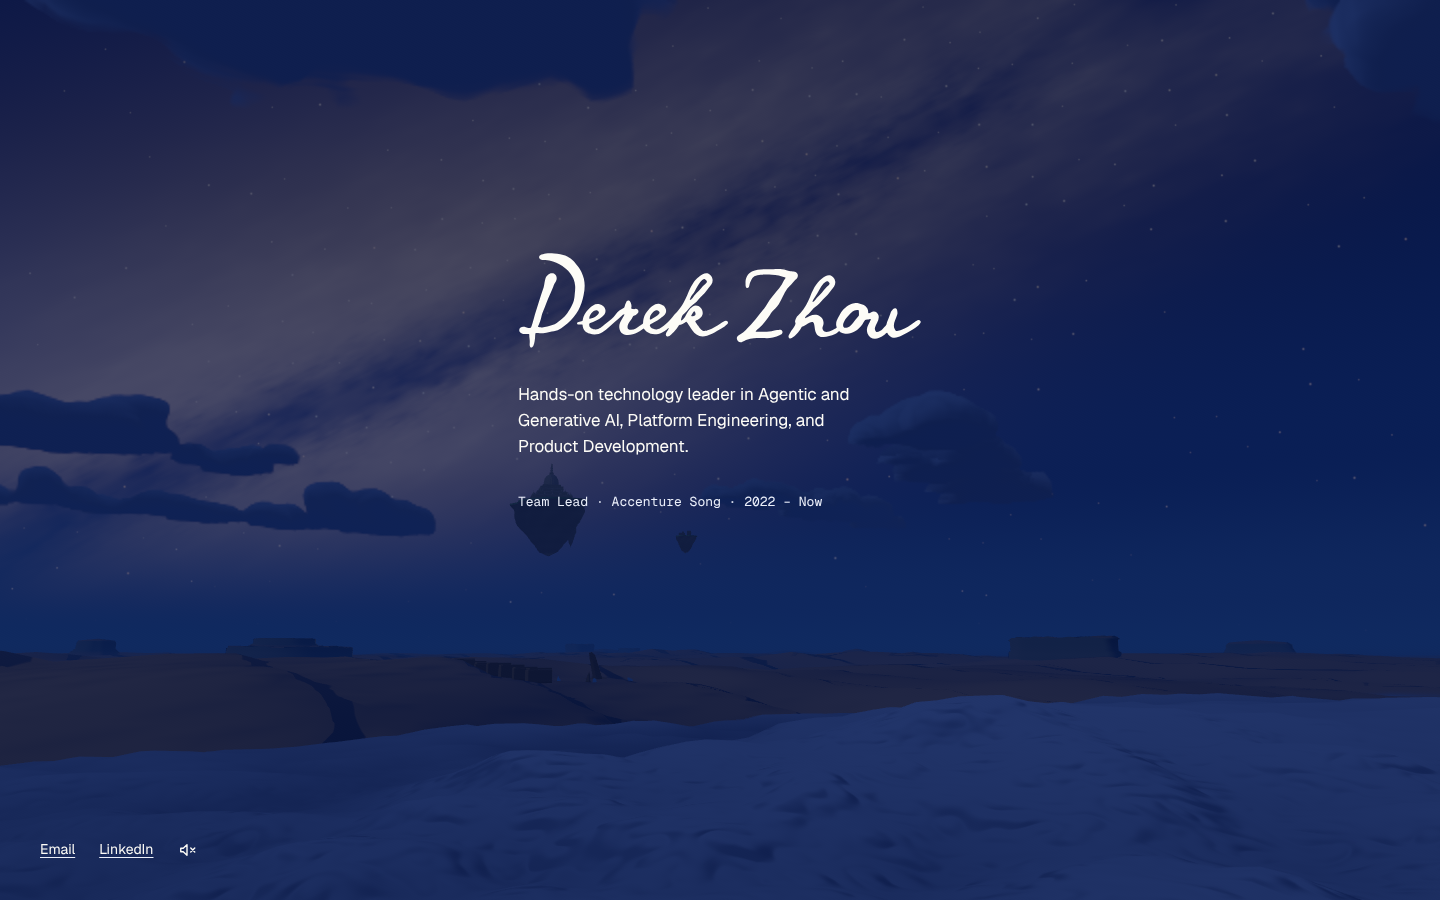 Derek Zhou
Hands-on technology leader in Agentic and
Generative AI, Platform Engineering, and
Product Development.
Team Lead · Accenture Song · 2022 – Now
Email LinkedIn